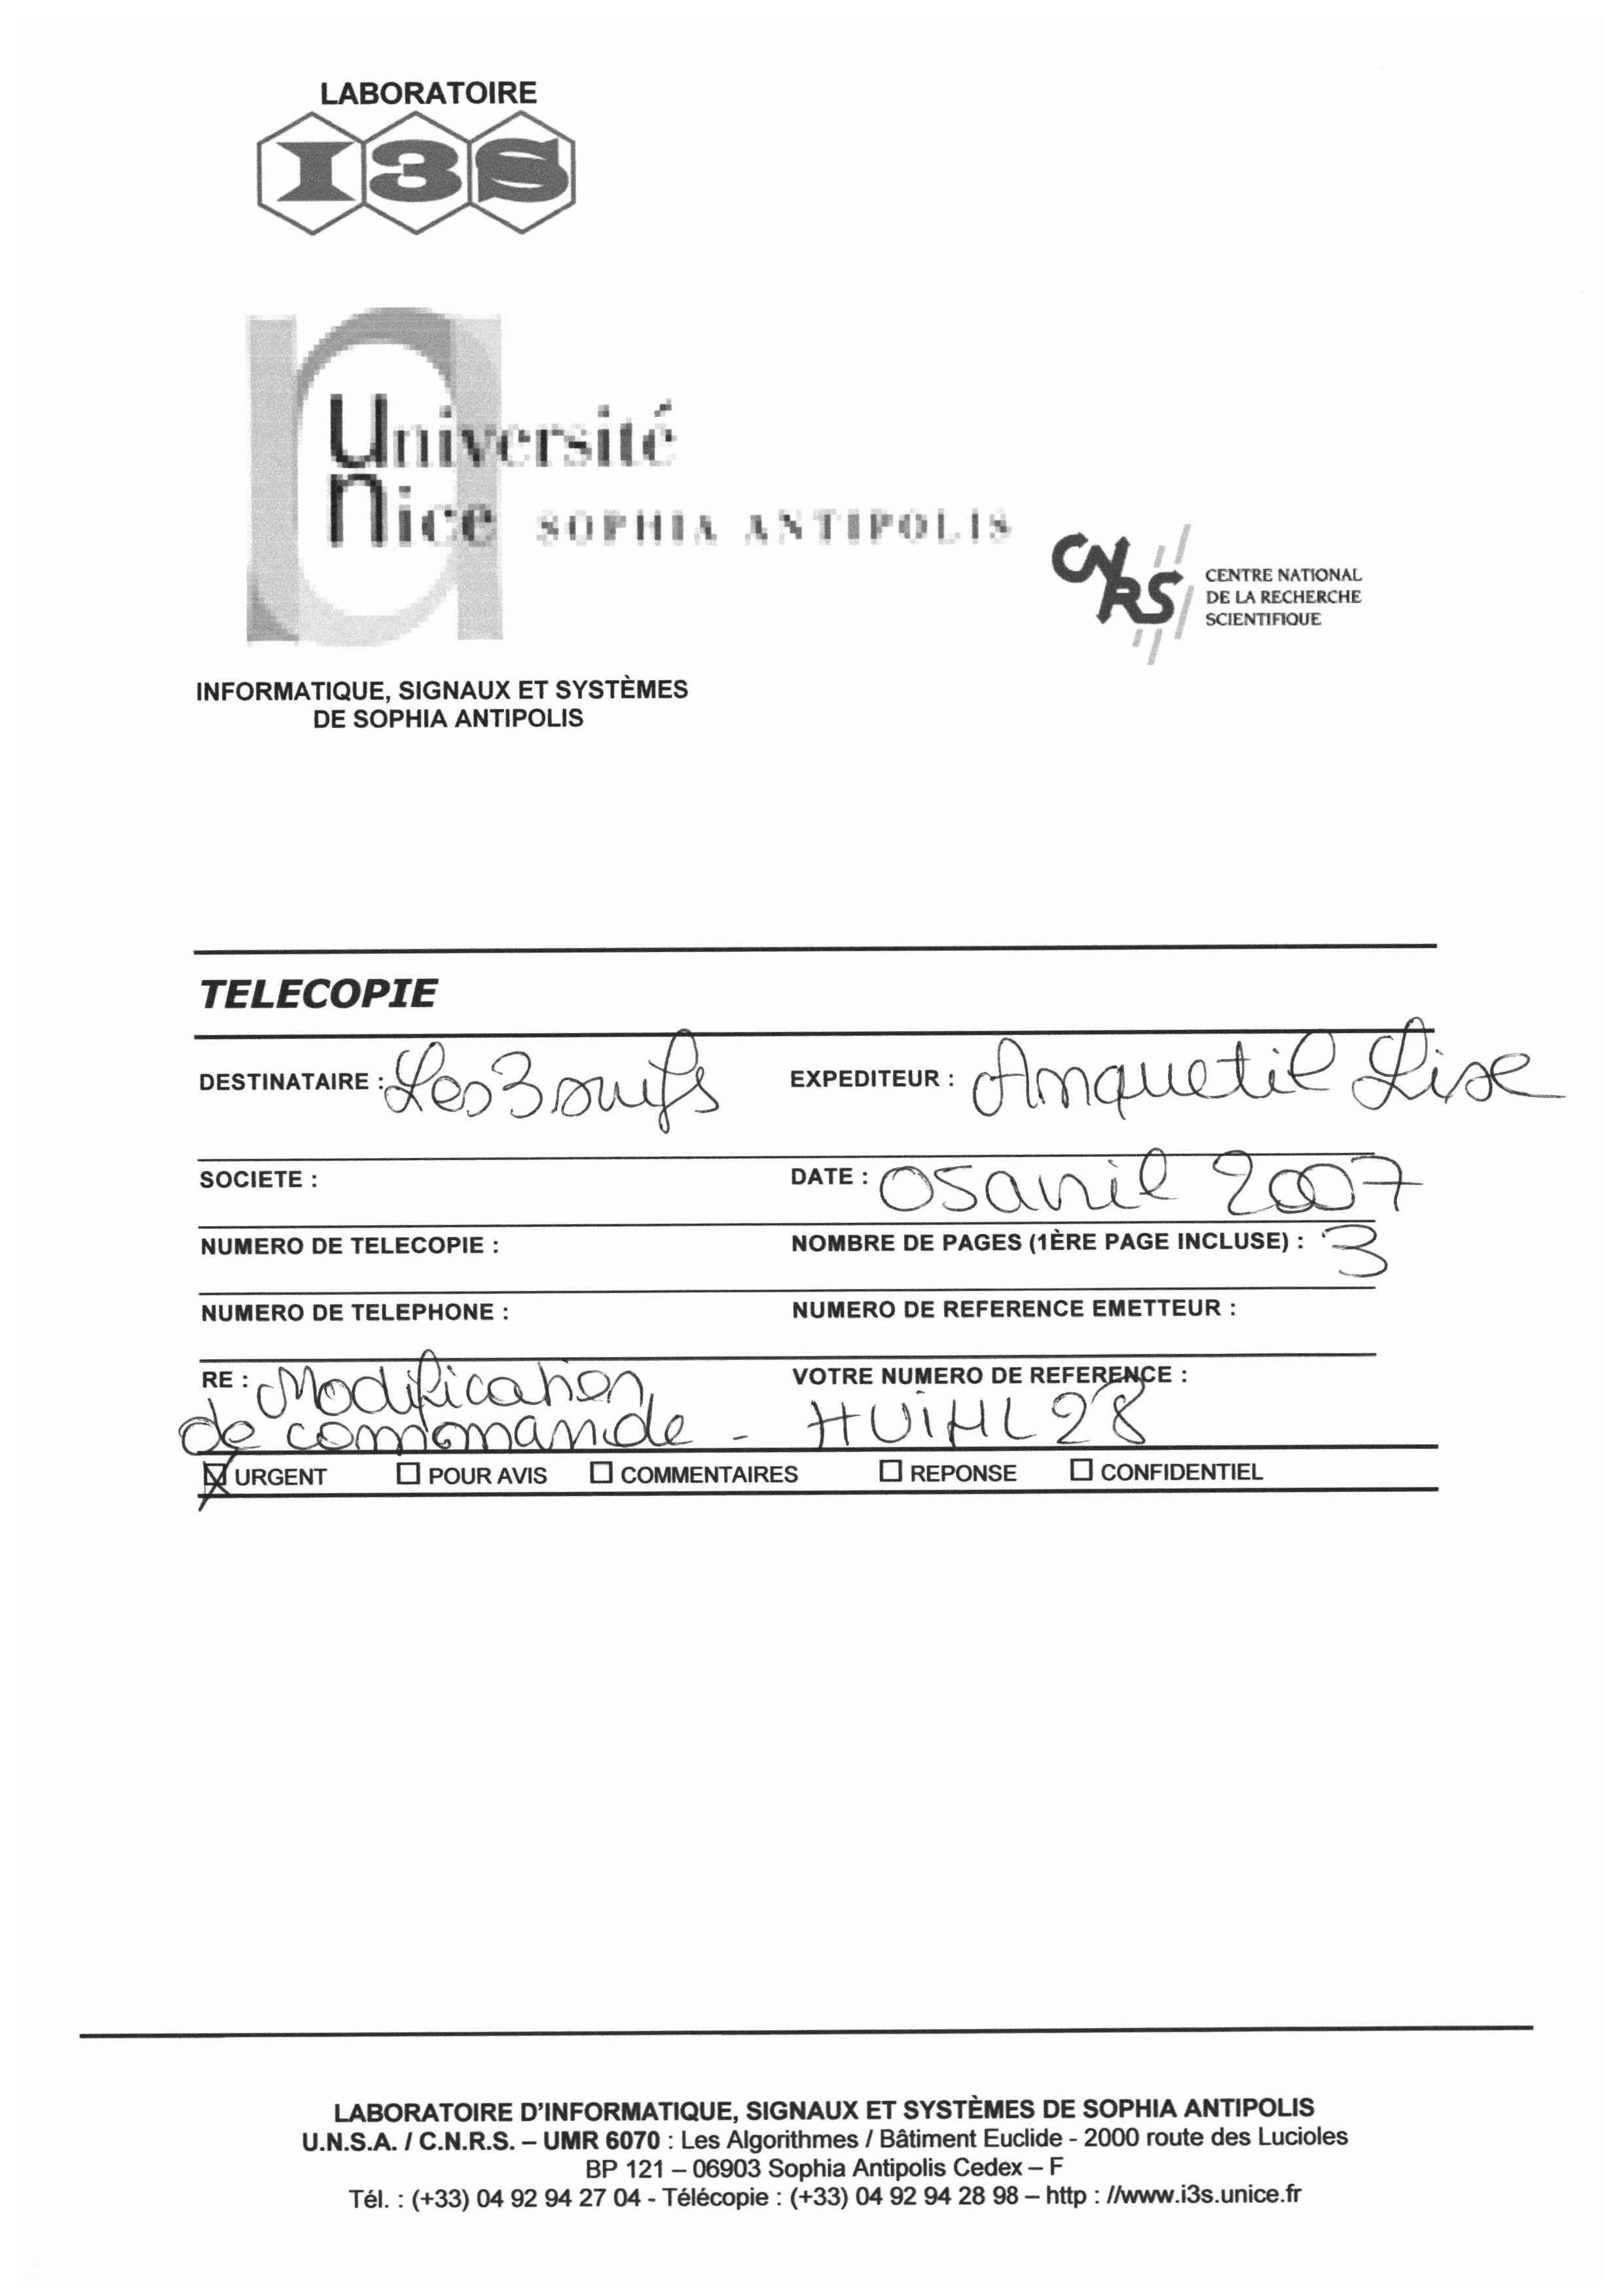 LABORATOIRE
I3S
Université
Nice SOPHIA ANTIPOLIS
CNRS
CENTRE NATIONAL
DE LA RECHERCHE
SCIENTIFIQUE
INFORMATIQUE, SIGNAUX ET SYSTÈMES
DE SOPHIA ANTIPOLIS
TELECOPIE
DESTINATAIRE : Les 3 suifs EXPEDITEUR : Anquetil Lise
SOCIETE : DATE : 05 avril 2007
NUMERO DE TELECOPIE : NOMBRE DE PAGES (1ÈRE PAGE INCLUSE) : 3
NUMERO DE TELEPHONE : NUMERO DE REFERENCE EMETTEUR :
RE : Modification VOTRE NUMERO DE REFERENCE :
de commande - HUIHL28
URGENT POUR AVIS COMMENTAIRES REPONSE CONFIDENTIEL
LABORATOIRE D'INFORMATIQUE, SIGNAUX ET SYSTÈMES DE SOPHIA ANTIPOLIS
U.N.S.A. / C.N.R.S. – UMR 6070 : Les Algorithmes / Bâtiment Euclide - 2000 route des Lucioles
BP 121 – 06903 Sophia Antipolis Cedex – F
Tél. : (+33) 04 92 94 27 04 - Télécopie : (+33) 04 92 94 28 98 – http : //www.i3s.unice.fr